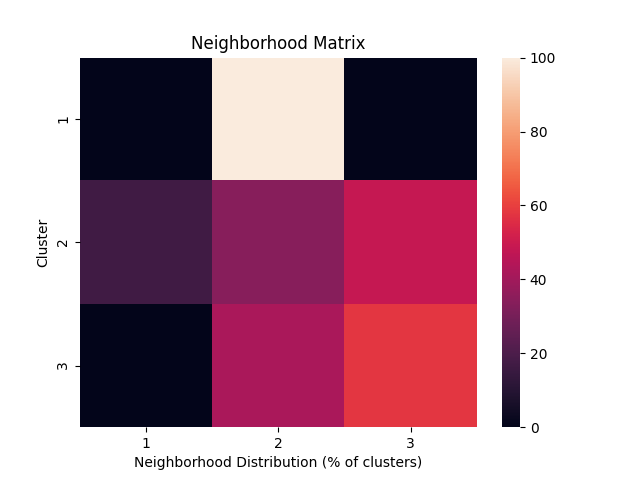 Neighborhood Matrix
1
2
3
Cluster
1 2 3
Neighborhood Distribution (% of clusters)
100
80
60
40
20
0